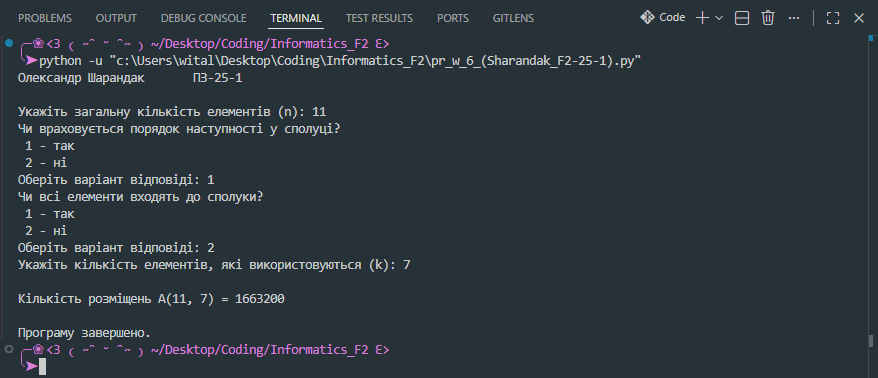 PROBLEMS OUTPUT DEBUG CONSOLE TERMINAL TEST RESULTS PORTS GITLENS Code
<3 ( ˶ˆ ᵕ ˆ˶ ) ~/Desktop/Coding/Informatics_F2 Ɛ>
python -u "c:\Users\wital\Desktop\Coding\Informatics_F2\pr_w_6_(Sharandak_F2-25-1).py"
Олександр Шарандак ПЗ-25-1
Укажіть загальну кількість елементів (n): 11
Чи враховується порядок наступності у сполуці?
1 - так
2 - ні
Оберіть варіант відповіді: 1
Чи всі елементи входять до сполуки?
1 - так
2 - ні
Оберіть варіант відповіді: 2
Укажіть кількість елементів, які використовуються (k): 7
Кількість розміщень A(11, 7) = 1663200
Програму завершено.
<3 ( ˶ˆ ᵕ ˆ˶ ) ~/Desktop/Coding/Informatics_F2 Ɛ>